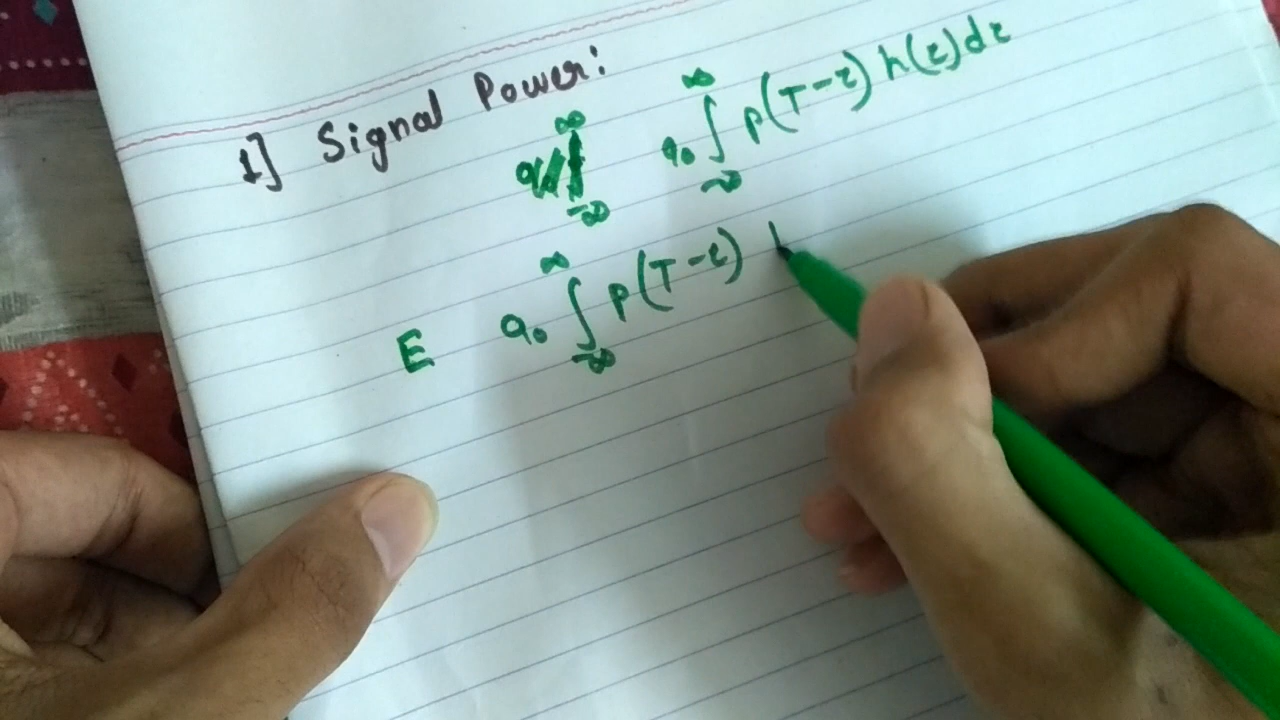 1] Signal Power:
a₀ ∫_{-∞}^{∞} p(T-τ) h(τ) dτ
E a₀ ∫_{-∞}^{∞} p(T-τ)